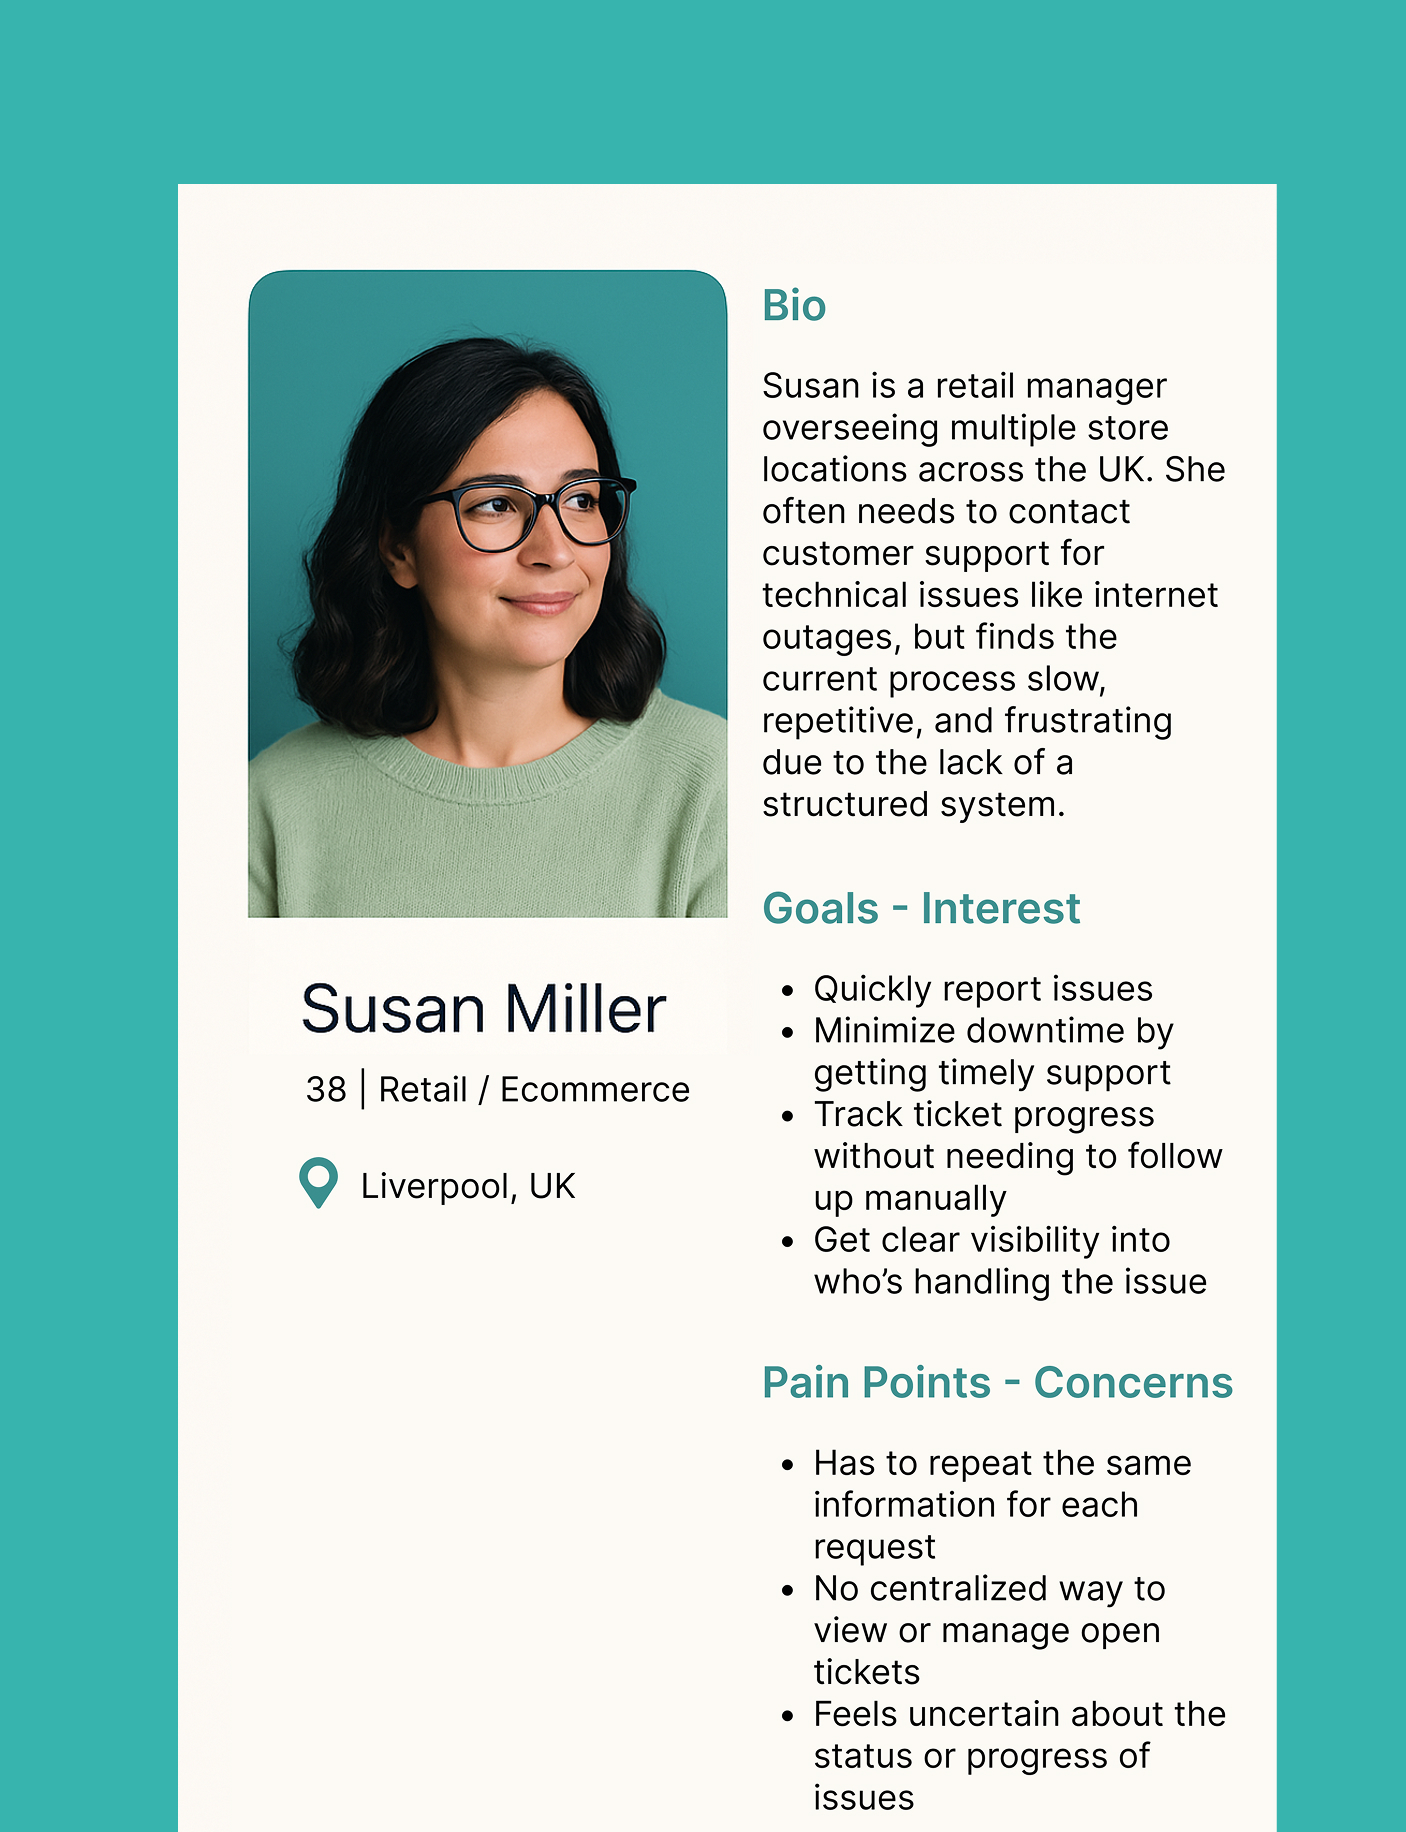 Susan Miller
38 | Retail / Ecommerce
Liverpool, UK
Bio
Susan is a retail manager
overseeing multiple store
locations across the UK. She
often needs to contact
customer support for
technical issues like internet
outages, but finds the
current process slow,
repetitive, and frustrating
due to the lack of a
structured system.
Goals - Interest
• Quickly report issues
• Minimize downtime by
getting timely support
• Track ticket progress
without needing to follow
up manually
• Get clear visibility into
who’s handling the issue
Pain Points - Concerns
• Has to repeat the same
information for each
request
• No centralized way to
view or manage open
tickets
• Feels uncertain about the
status or progress of
issues